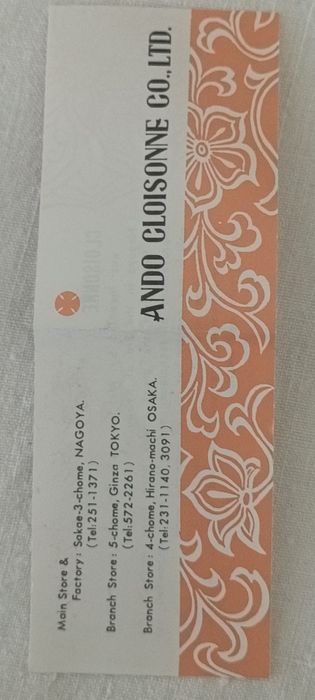 Main Store &
Factory: Sakae-3-chome, NAGOYA.
(Tel:251-1371)
Branch Store: 5-chome, Ginza TOKYO.
(Tel:572-2261)
Branch Store: 4-chome, Hirano-machi OSAKA.
(Tel:231-1140, 3091)
ANDO CLOISONNE CO.,LTD.